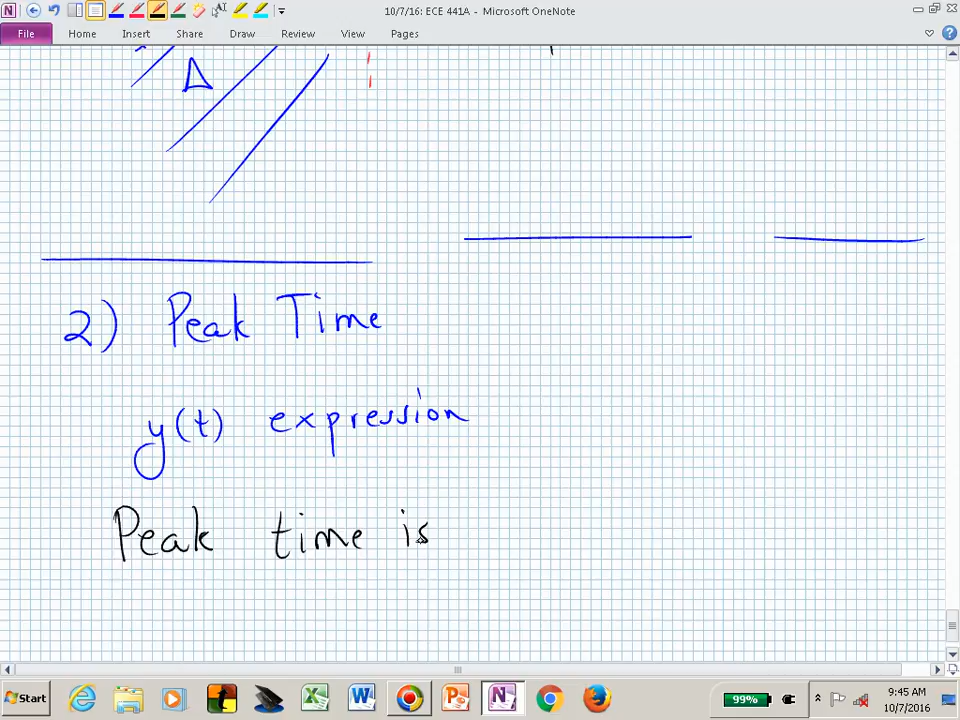 10/7/16: ECE 441A - Microsoft OneNote
File Home Insert Share Draw Review View Pages
Δ
2) Peak Time
y(t) expression
Peak time is
Start
99%
9:45 AM
10/7/2016